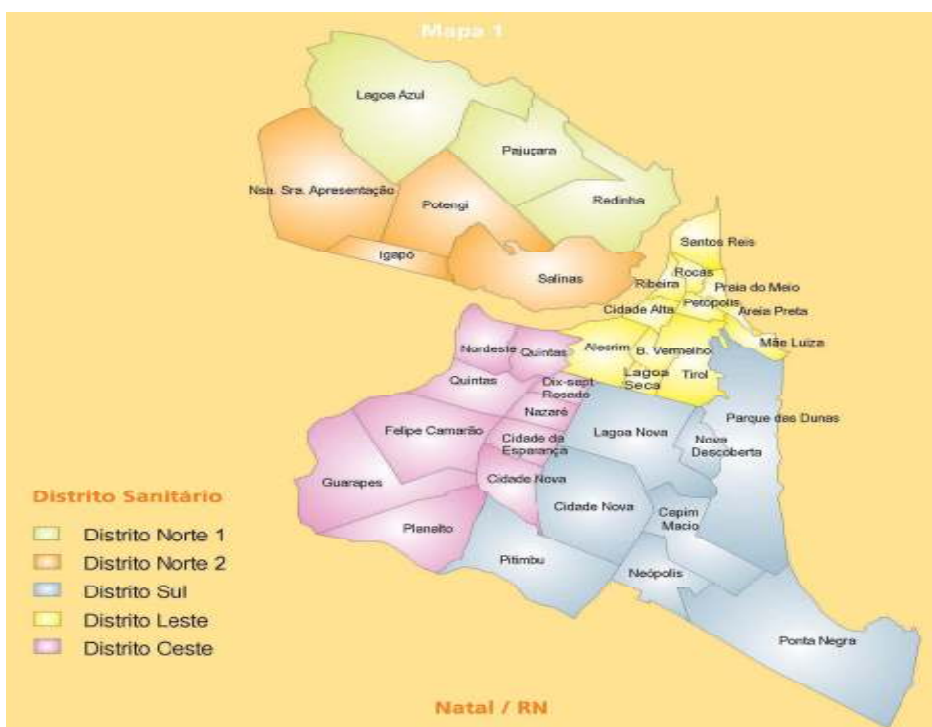 Mapa 1
Lagoa Azul
Pajuçara
Nsa. Sra. Apresentação
Potengi
Redinha
Igapó
Salinas
Santos Reis
Rocas
Ribeira
Praia do Meio
Petópolis
Cidade Alta
Areia Preta
Mãe Luiza
Nordeste
Quintas
Alecrim
B. Vermelho
Lagoa
Seca
Tirol
Quintas
Dix-sept
Rosado
Nazaré
Felipe Camarão
Cidade da
Esperança
Lagoa Nova
Parque das Dunas
Nova
Descoberta
Guarapes
Cidade Nova
Cidade Nova
Capim
Macio
Planalto
Pitimbu
Neópolis
Ponta Negra
Distrito Sanitário
Distrito Norte 1
Distrito Norte 2
Distrito Sul
Distrito Leste
Distrito Ceste
Natal / RN